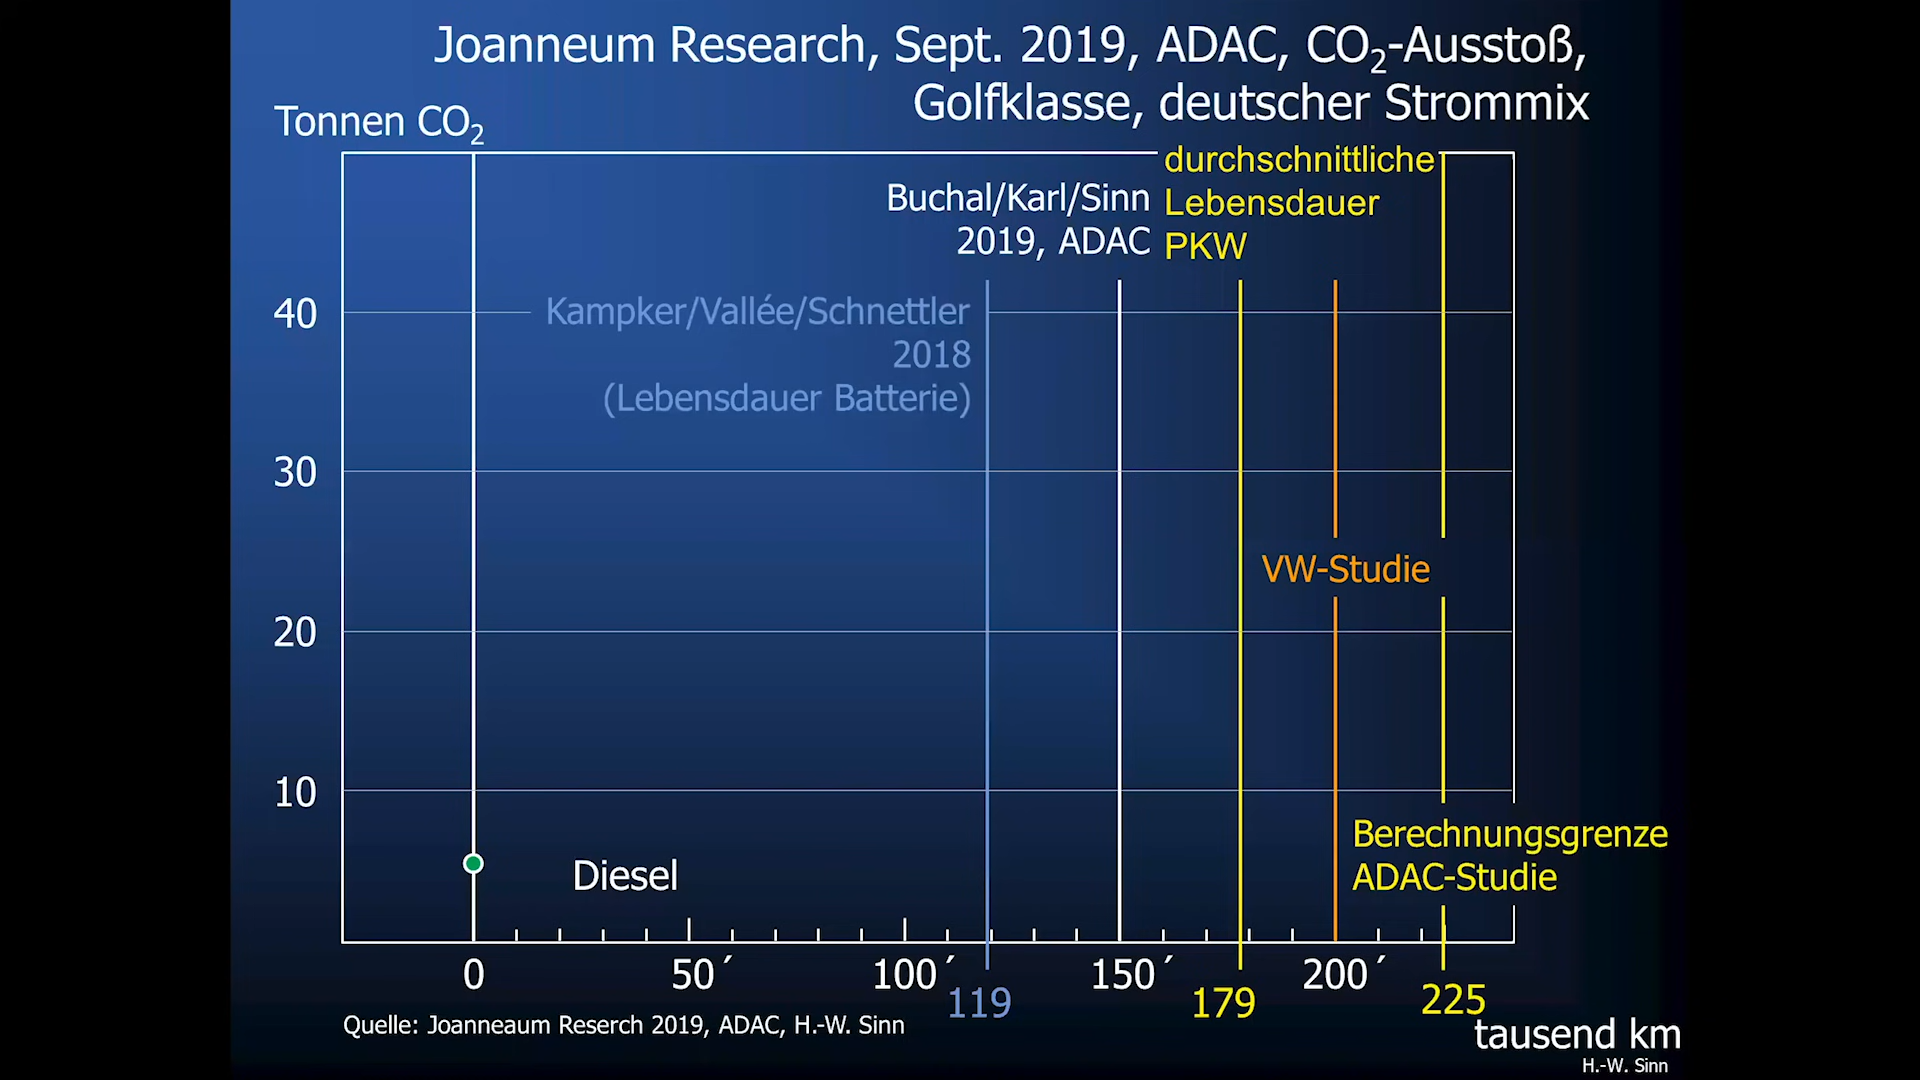 Joanneum Research, Sept. 2019, ADAC, CO₂-Ausstoß,
Golfklasse, deutscher Strommix
Tonnen CO₂
durchschnittliche
Lebensdauer
PKW
Buchal/Karl/Sinn
2019, ADAC
Kampker/Vallée/Schnettler
2018
(Lebensdauer Batterie)
40
30
20
10
VW-Studie
Berechnungsgrenze
ADAC-Studie
Diesel
0 50´ 100´ 150´ 200´
119 179 225
Quelle: Joanneaum Reserch 2019, ADAC, H.-W. Sinn
tausend km
H.-W. Sinn